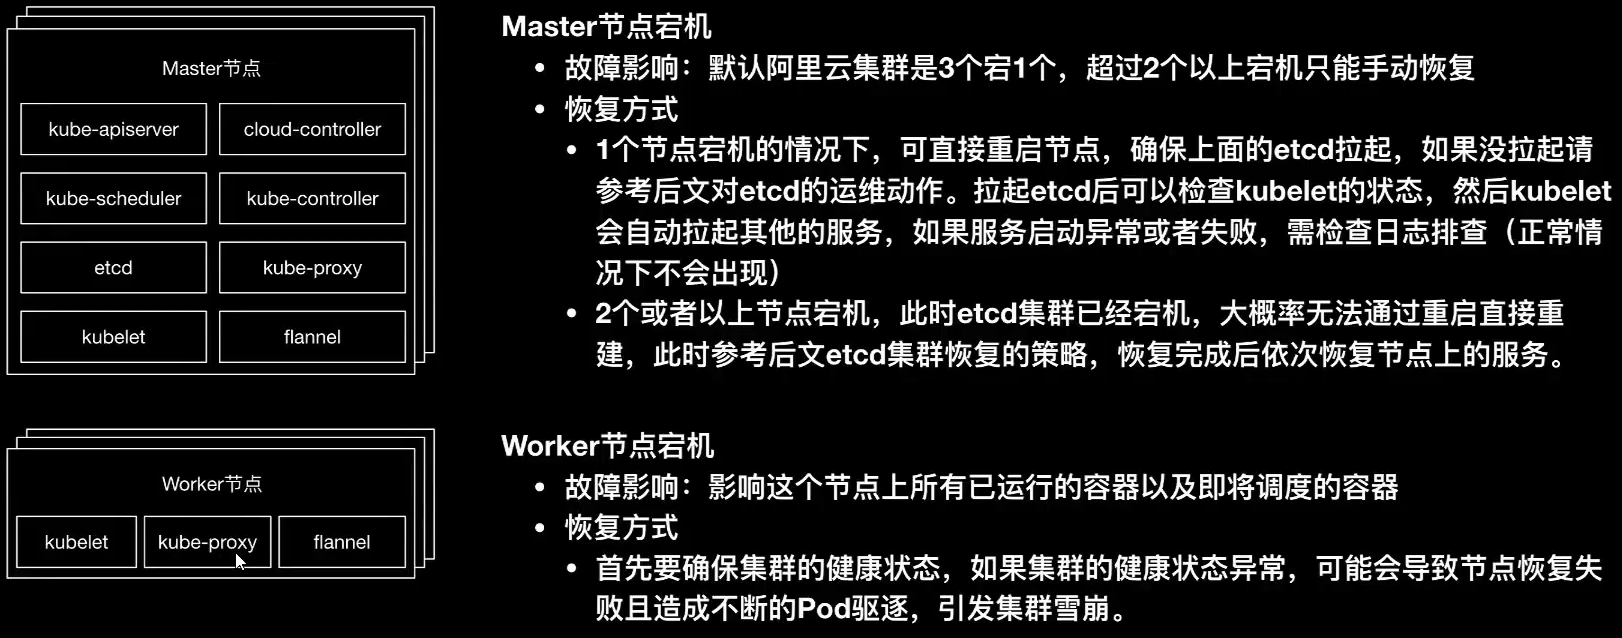 Master节点
kube-apiserver
cloud-controller
kube-scheduler
kube-controller
etcd
kube-proxy
kubelet
flannel
Master节点宕机
• 故障影响：默认阿里云集群是3个宕1个，超过2个以上宕机只能手动恢复
• 恢复方式
• 1个节点宕机的情况下，可直接重启节点，确保上面的etcd拉起，如果没拉起请
参考后文对etcd的运维动作。拉起etcd后可以检查kubelet的状态，然后kubelet
会自动拉起其他的服务，如果服务启动异常或者失败，需检查日志排查（正常情
况下不会出现）
• 2个或者以上节点宕机，此时etcd集群已经宕机，大概率无法通过重启直接重
建，此时参考后文etcd集群恢复的策略，恢复完成后依次恢复节点上的服务。
Worker节点
kubelet
kube-proxy
flannel
Worker节点宕机
• 故障影响：影响这个节点上所有已运行的容器以及即将调度的容器
• 恢复方式
• 首先要确保集群的健康状态，如果集群的健康状态异常，可能会导致节点恢复失
败且造成不断的Pod驱逐，引发集群雪崩。